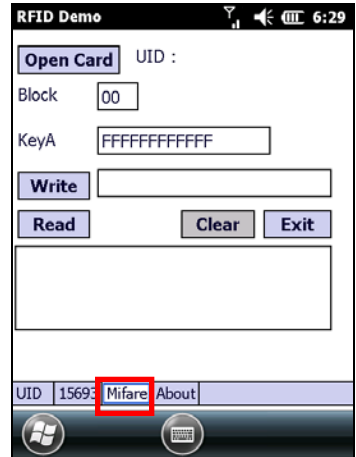 RFID Demo 6:29
Open Card UID :
Block 00
KeyA FFFFFFFFFFFF
Write
Read Clear Exit
UID 15693 Mifare About